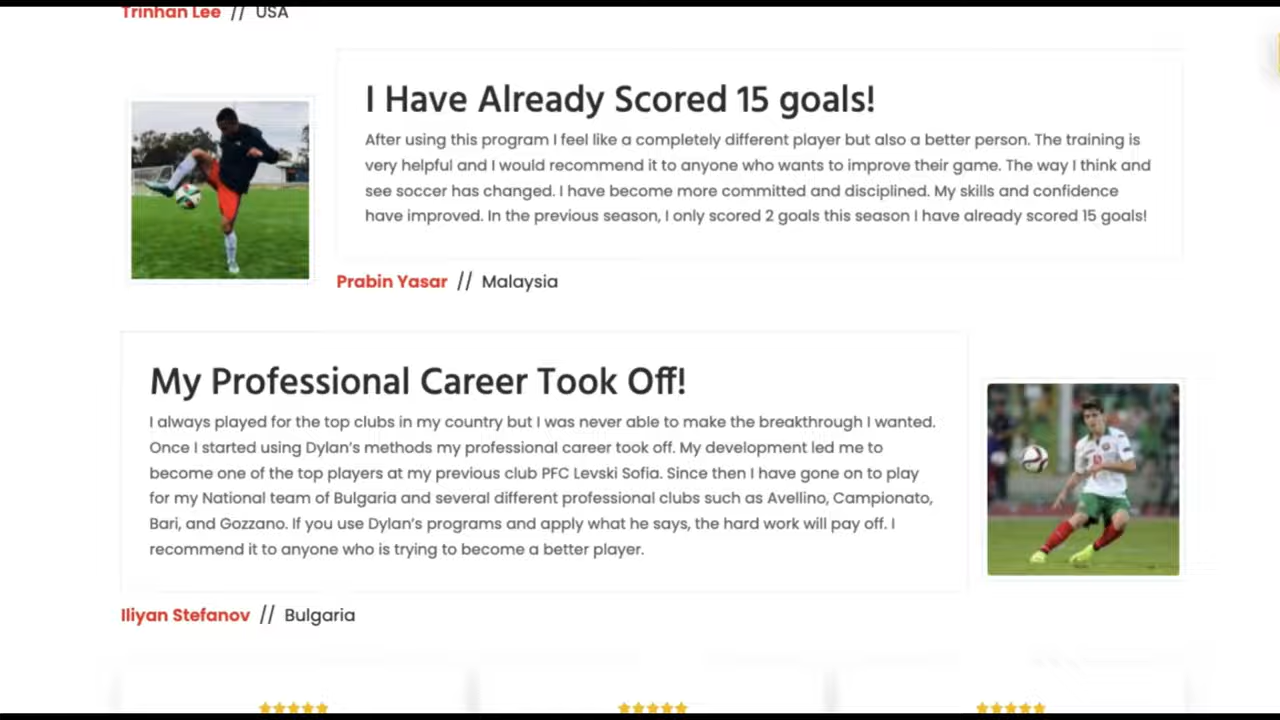 Trinhan Lee // USA
I Have Already Scored 15 goals!
After using this program I feel like a completely different player but also a better person. The training is
very helpful and I would recommend it to anyone who wants to improve their game. The way I think and
see soccer has changed. I have become more committed and disciplined. My skills and confidence
have improved. In the previous season, I only scored 2 goals this season I have already scored 15 goals!
Prabin Yasar // Malaysia
My Professional Career Took Off!
I always played for the top clubs in my country but I was never able to make the breakthrough I wanted.
Once I started using Dylan's methods my professional career took off. My development led me to
become one of the top players at my previous club PFC Levski Sofia. Since then I have gone on to play
for my National team of Bulgaria and several different professional clubs such as Avellino, Campionato,
Bari, and Gozzano. If you use Dylan's programs and apply what he says, the hard work will pay off. I
recommend it to anyone who is trying to become a better player.
Iliyan Stefanov // Bulgaria